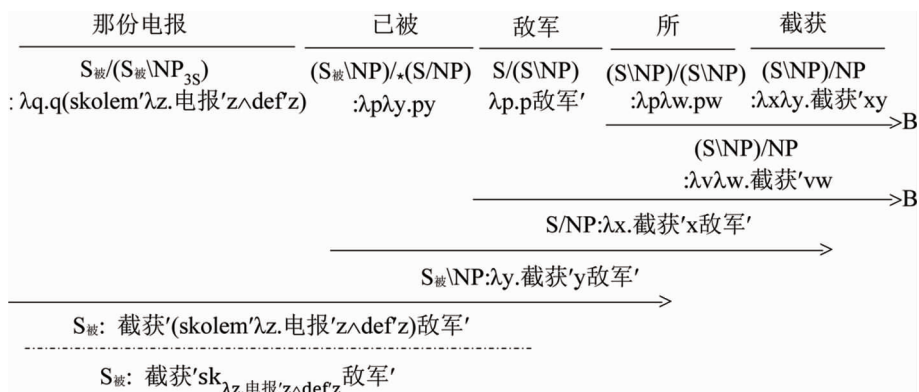 那份电报 已被 敌军 所 截获
S被/(S被\NP3S) (S被\NP)/⋆(S/NP) S/(S\NP) (S\NP)/(S\NP) (S\NP)/NP
: λq.q(skolem′λz.电报′z∧def′z) :λpλy.py λp.p敌军′ :λpλw.pw :λxλy.截获′xy
>B
(S\NP)/NP
:λvλw.截获′vw
>B
S/NP:λx.截获′x敌军′
>
S被\NP:λy.截获′y敌军′
>
S被: 截获′(skolem′λz.电报′z∧def′z)敌军′
S被: 截获′skλz.电报′z∧def′z敌军′